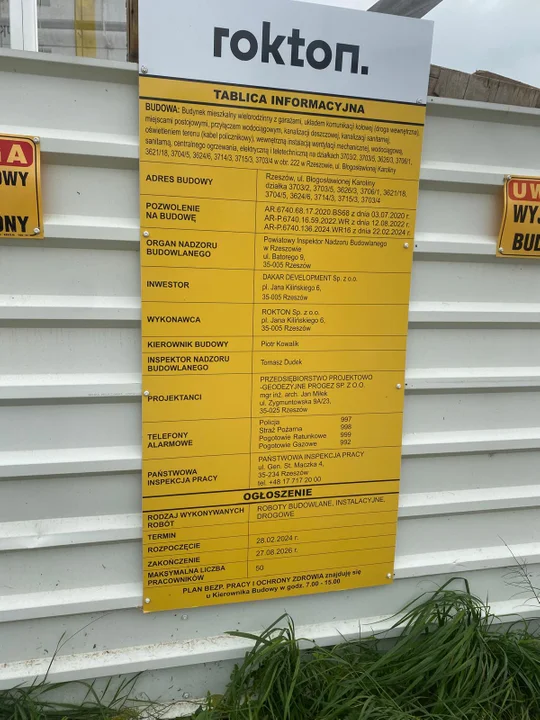 rokton.
TABLICA INFORMACYJNA
BUDOWA: Budynek mieszkalny wielorodzinny z garażami, układem komunikacji kołowej (droga wewnętrzna),
miejscami postojowymi, przyłączem wodociągowym, kanalizacji deszczowej, kanalizacji sanitarnej,
oświetleniem terenu (kabel policznikowy), wewnętrzną instalacją wentylacji mechanicznej, wodociągową,
sanitarną, centralnego ogrzewania, elektryczną i teletechniczną na działkach 3703/2, 3703/5, 3626/3, 3706/1,
3621/18, 3704/5, 3624/6, 3714/3, 3715/3, 3703/4 w obr. 222 w Rzeszowie, ul. Błogosławionej Karoliny
ADRES BUDOWY
Rzeszów, ul. Błogosławionej Karoliny
działka 3703/2, 3703/5, 3626/3, 3706/1, 3621/18,
3704/5, 3624/6, 3714/3, 3715/3, 3703/4
POZWOLENIE
NA BUDOWĘ
AR.6740.68.17.2020.BS68 z dnia 03.07.2020 r.
AR-P.6740.16.59.2022.WR z dnia 12.08.2022 r.
AR-P.6740.136.2024.WR16 z dnia 22.02.2024 r.
ORGAN NADZORU
BUDOWLANEGO
Powiatowy Inspektor Nadzoru Budowlanego
w Rzeszowie
ul. Batorego 9,
35-005 Rzeszów
INWESTOR
DAKAR DEVELOPMENT Sp. z o.o.
pl. Jana Kilińskiego 6,
35-005 Rzeszów
WYKONAWCA
ROKTON Sp. z o.o.
pl. Jana Kilińskiego 6,
35-005 Rzeszów
KIEROWNIK BUDOWY
Piotr Kowalik
INSPEKTOR NADZORU
BUDOWLANEGO
Tomasz Dudek
PROJEKTANCI
PRZEDSIĘBIORSTWO PROJEKTOWO
-GEODEZYJNE PROGEZ SP. Z O.O.
mgr inż. arch. Jan Miłek
ul. Zygmuntowska 9A/23,
35-025 Rzeszów
TELEFONY
ALARMOWE
Policja 997
Straż Pożarna 998
Pogotowie Ratunkowe 999
Pogotowie Gazowe 992
PAŃSTWOWA
INSPEKCJA PRACY
PAŃSTWOWA INSPEKCJA PRACY
ul. Gen. St. Maczka 4,
35-234 Rzeszów
tel. +48 17 717 20 00
OGŁOSZENIE
RODZAJ WYKONYWANYCH
ROBÓT
ROBOTY BUDOWLANE, INSTALACYJNE,
DROGOWE
TERMIN
ROZPOCZĘCIE
28.02.2024 r.
ZAKOŃCZENIE
27.08.2026 r.
MAKSYMALNA LICZBA
PRACOWNIKÓW
50
PLAN BEZP. PRACY I OCHRONY ZDROWIA znajduję się
u Kierownika Budowy w godz. 7.00 - 15.00
GA
OWY
ONY
UW
WYJ
BUD